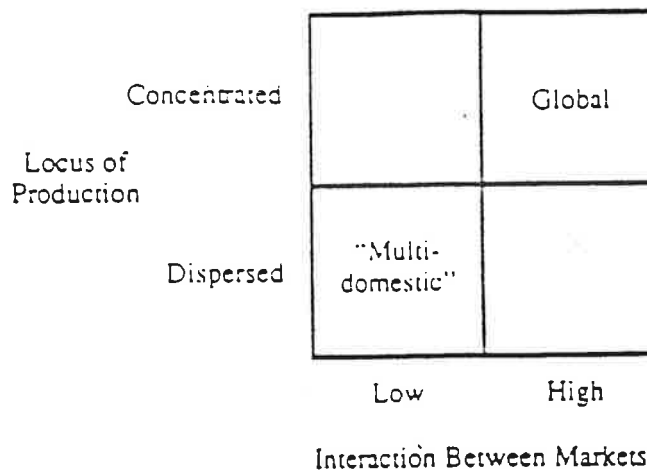 Concentrated
Global
Locus of
Production
Dispersed
"Multi-
domestic"
Low
High
Interaction Between Markets